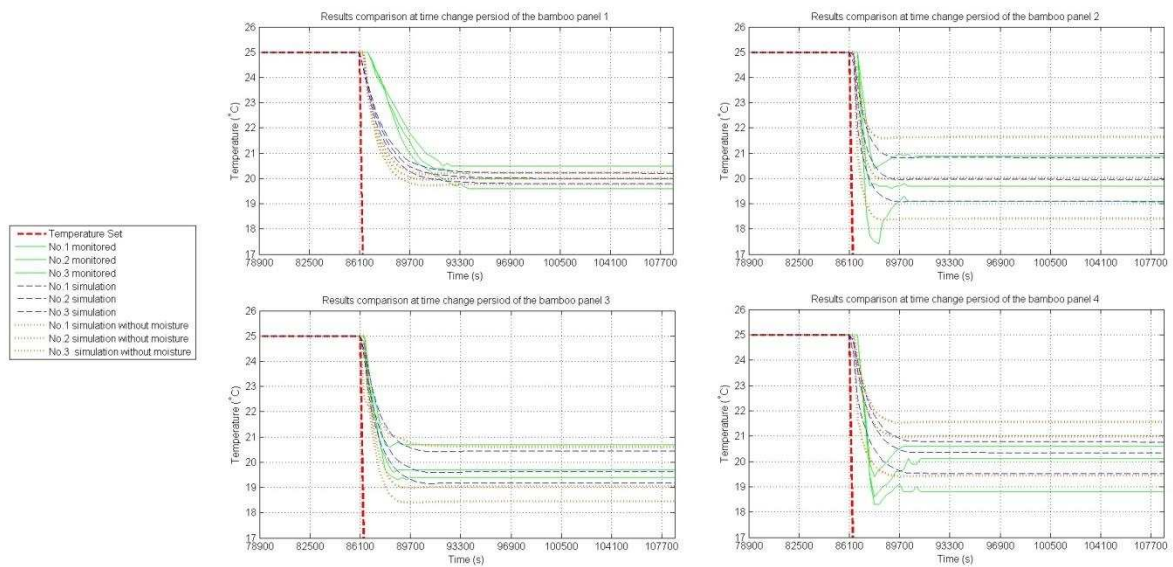 Results comparison at time change persiod of the bamboo panel 1
26
25
24
23
22
21
20
19
18
17
Temperature (°C)
78900 82500 86100 89700 93300 96900 100500 104100 107700
Time (s)
Results comparison at time change persiod of the bamboo panel 2
26
25
24
23
22
21
20
19
18
17
Temperature (°C)
78900 82500 86100 89700 93300 96900 100500 104100 107700
Time (s)
Temperature Set
No.1 monitored
No.2 monitored
No.3 monitored
No.1 simulation
No.2 simulation
No.3 simulation
No.1 simulation without moisture
No.2 simulation without moisture
No.3 simulation without moisture
Results comparison at time change persiod of the bamboo panel 3
26
25
24
23
22
21
20
19
18
17
Temperature (°C)
78900 82500 86100 89700 93300 96900 100500 104100 107700
Time (s)
Results comparison at time change persiod of the bamboo panel 4
26
25
24
23
22
21
20
19
18
17
Temperature (°C)
78900 82500 86100 89700 93300 96900 100500 104100 107700
Time (s)